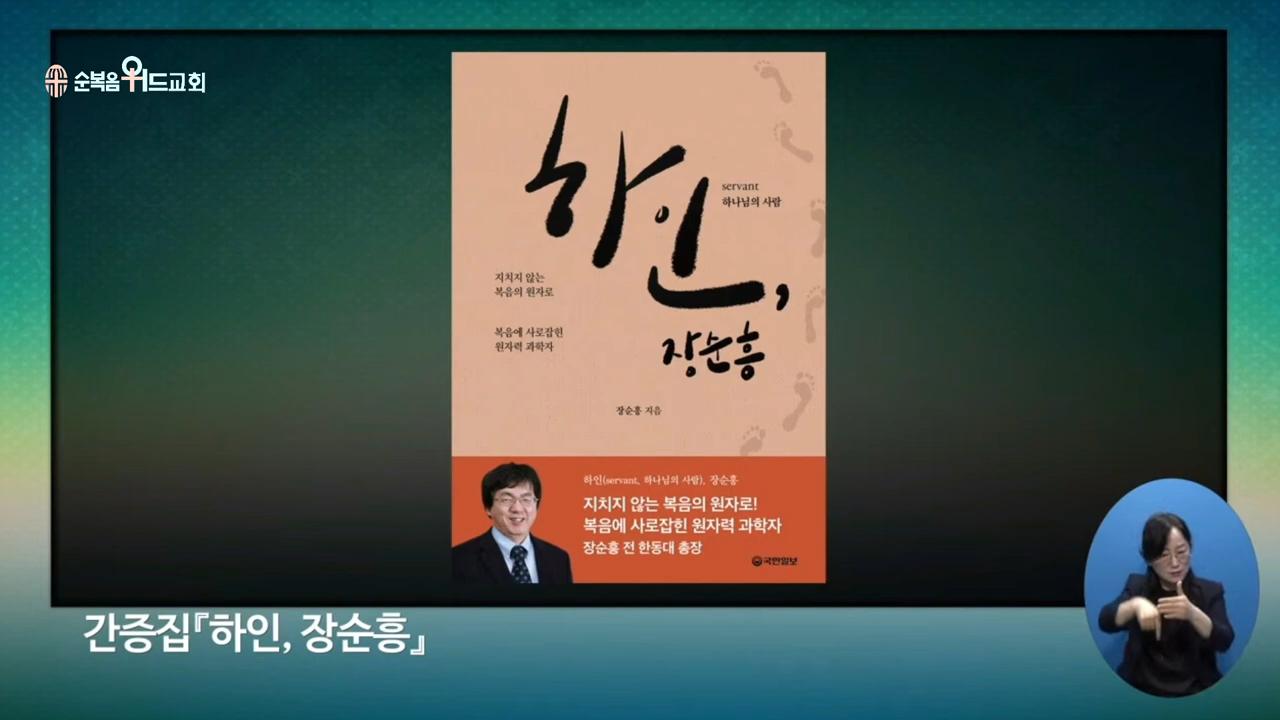 순복음위드교회
하인,
servant
하나님의 사람
지치지 않는
복음의 원자로
복음에 사로잡힌
원자력 과학자
장순흥
장순흥 지음
하인(servant, 하나님의 사람), 장순흥
지치지 않는 복음의 원자로!
복음에 사로잡힌 원자력 과학자
장순흥 전 한동대 총장
국민일보
간증집『하인, 장순흥』